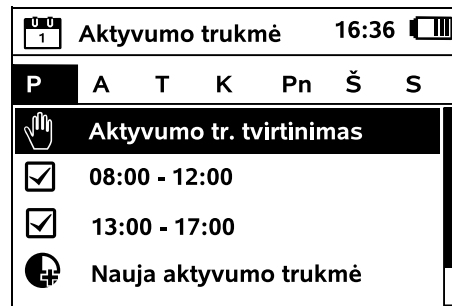 1 Aktyvumo trukmė 16:36
P A T K Pn Š S
Aktyvumo tr. tvirtinimas
08:00 - 12:00
13:00 - 17:00
Nauja aktyvumo trukmė